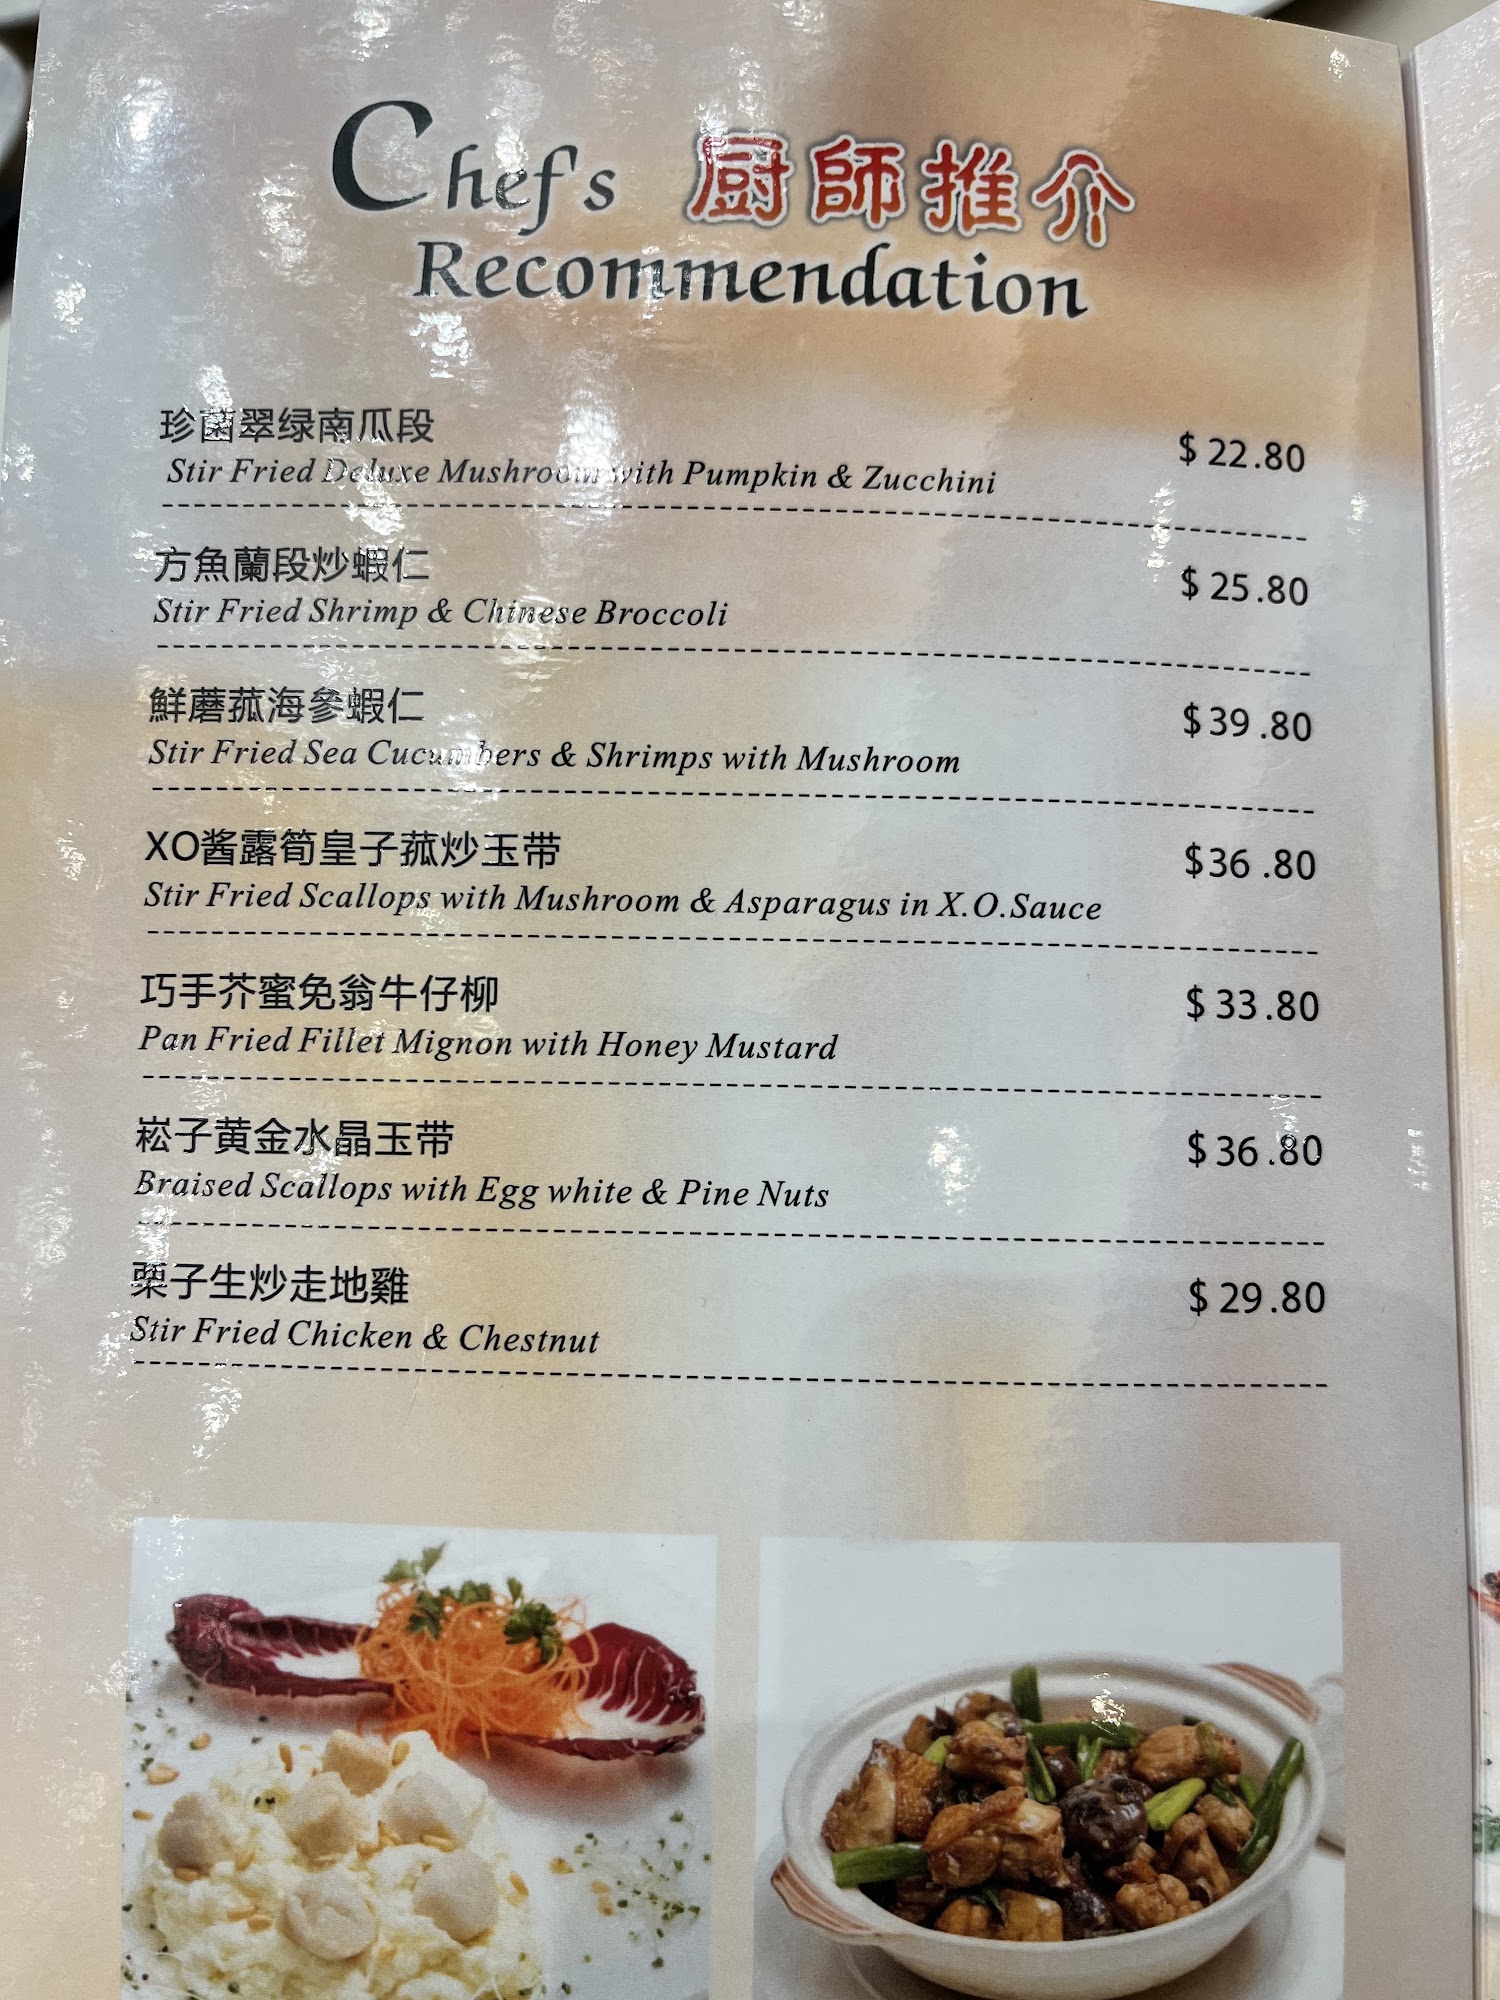 Chef's 厨師推介
Recommendation
珍菌翠绿南瓜段
Stir Fried Deluxe Mushroom with Pumpkin & Zucchini
$22.80
方魚蘭段炒蝦仁
Stir Fried Shrimp & Chinese Broccoli
$25.80
鮮蘑菰海參蝦仁
Stir Fried Sea Cucumbers & Shrimps with Mushroom
$39.80
XO酱露筍皇子菰炒玉带
Stir Fried Scallops with Mushroom & Asparagus in X.O.Sauce
$36.80
巧手芥蜜免翁牛仔柳
Pan Fried Fillet Mignon with Honey Mustard
$33.80
崧子黄金水晶玉带
Braised Scallops with Egg white & Pine Nuts
$36.80
栗子生炒走地雞
Stir Fried Chicken & Chestnut
$29.80